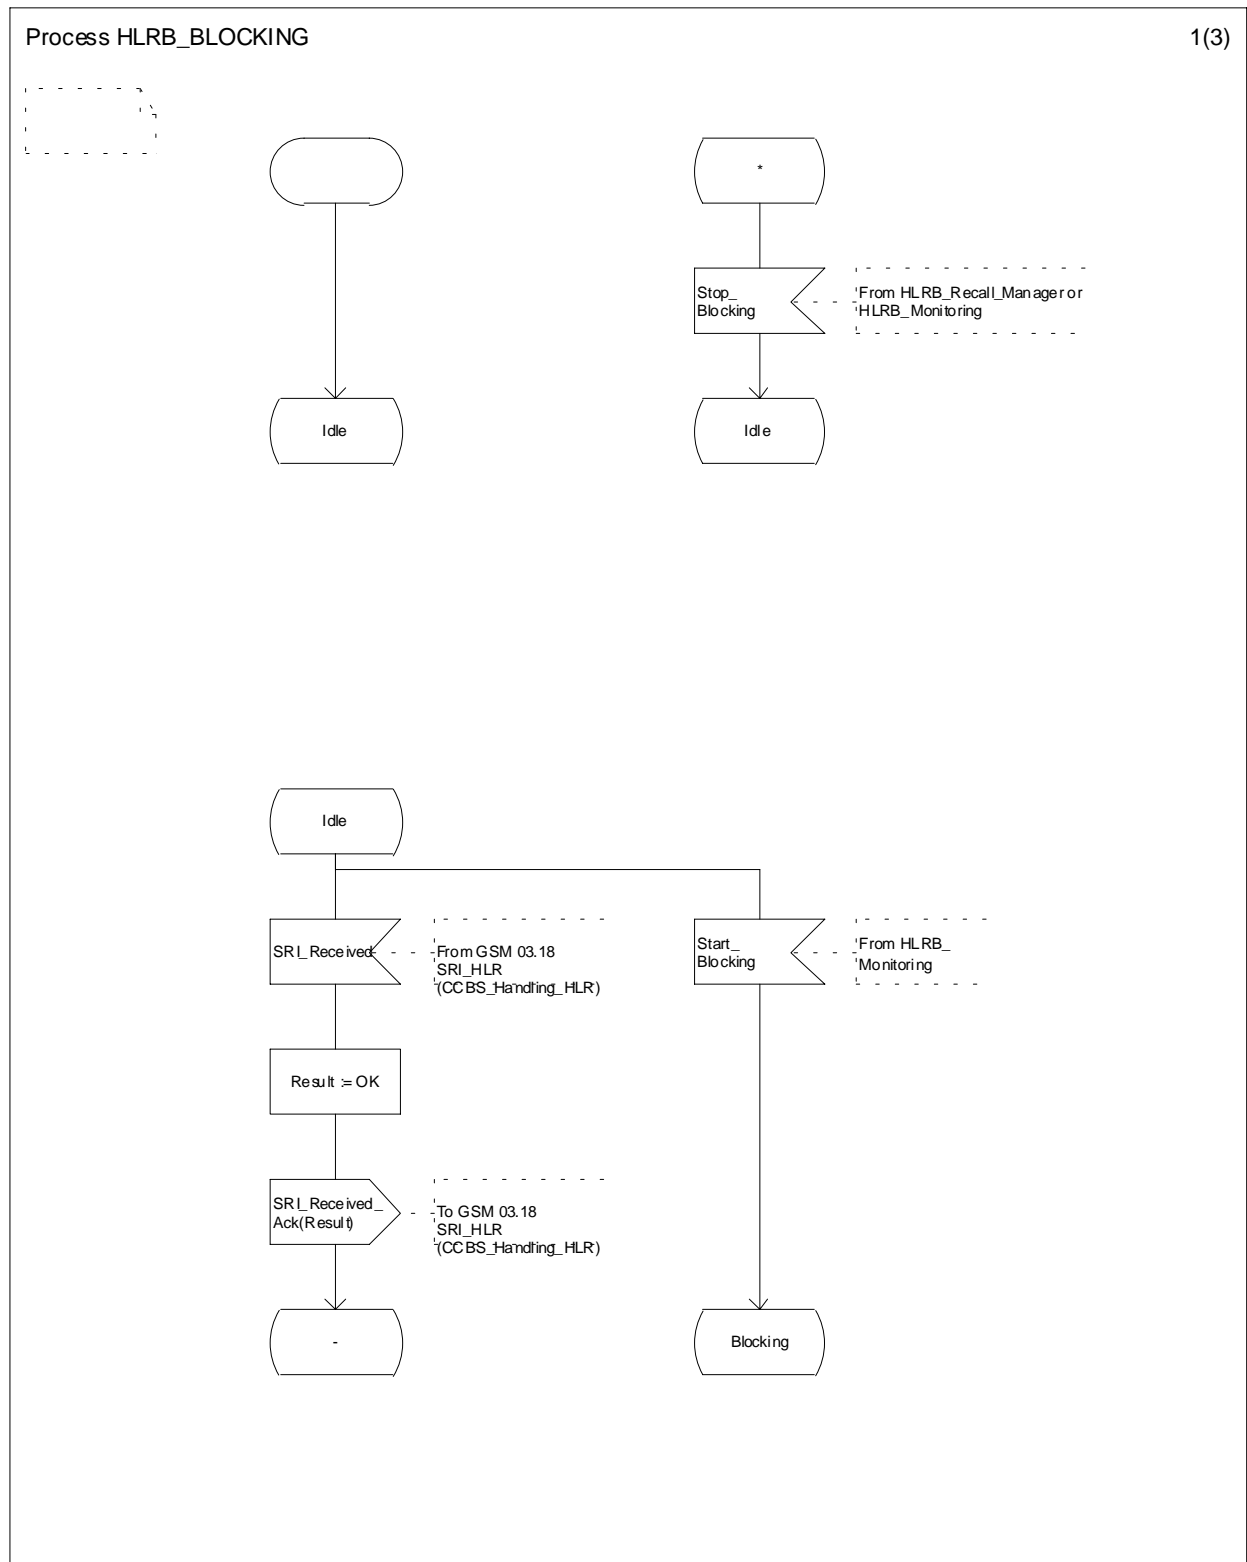 Process HLRB_BLOCKING
1(3)
*
Stop_
Blocking
From HLRB_Recall_Manager or
HLRB_Monitoring
Idle
Idle
Idle
SRI_Received
From GSM 03.18
SRI_HLR
(CCBS_Handling_HLR)
Start_
Blocking
From HLRB_
Monitoring
Result := OK
SRI_Received_
Ack(Result)
To GSM 03.18
SRI_HLR
(CCBS_Handling_HLR)
-
Blocking